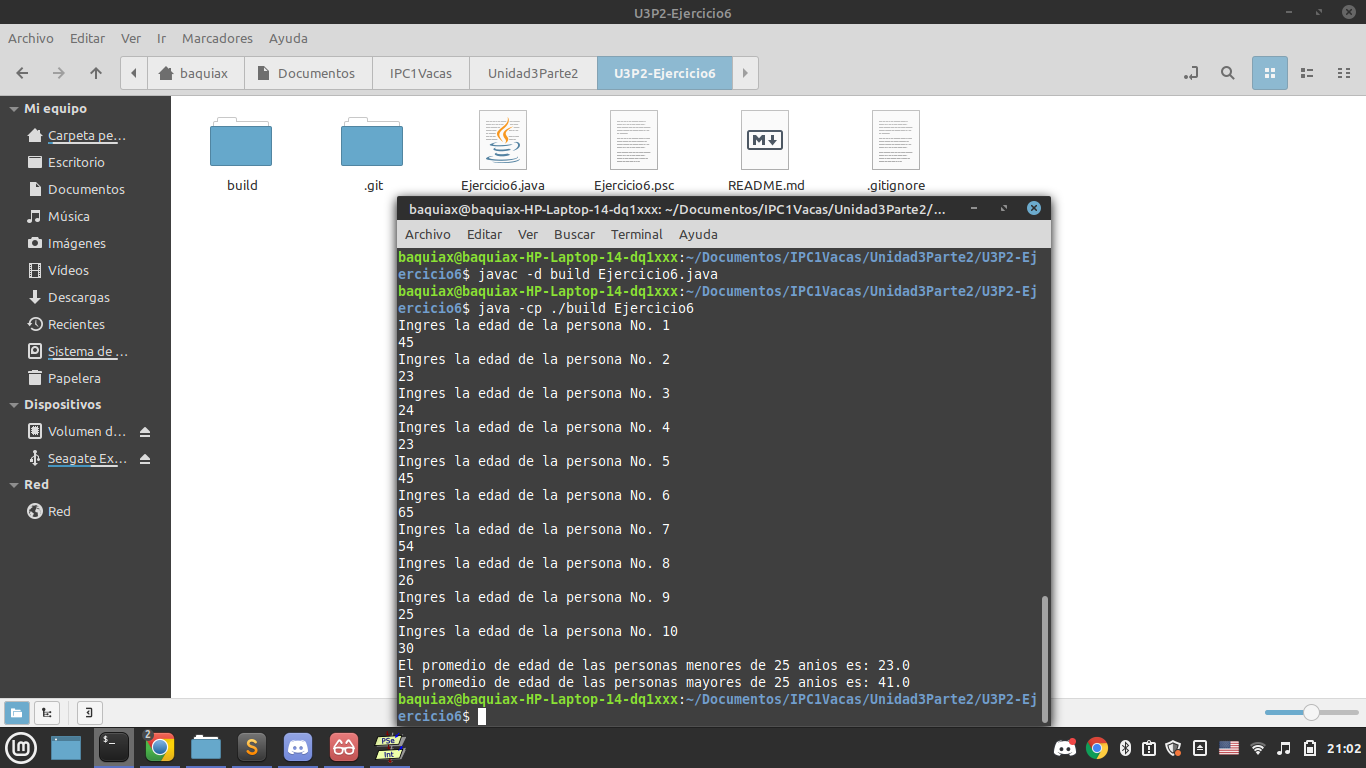 U3P2-Ejercicio6
Archivo Editar Ver Ir Marcadores Ayuda
baquiax Documentos IPC1Vacas Unidad3Parte2 U3P2-Ejercicio6
Mi equipo
Carpeta pe...
Escritorio
Documentos
Música
Imágenes
Vídeos
Descargas
Recientes
Sistema de ...
Papelera
Dispositivos
Volumen d...
Seagate Ex...
Red
Red
build
.git
Ejercicio6.java
Ejercicio6.psc
M
README.md
.gitignore
baquiax@baquiax-HP-Laptop-14-dq1xxx: ~/Documentos/IPC1Vacas/Unidad3Parte2/...
Archivo Editar Ver Buscar Terminal Ayuda
baquiax@baquiax-HP-Laptop-14-dq1xxx:~/Documentos/IPC1Vacas/Unidad3Parte2/U3P2-Ej
ercicio6$ javac -d build Ejercicio6.java
baquiax@baquiax-HP-Laptop-14-dq1xxx:~/Documentos/IPC1Vacas/Unidad3Parte2/U3P2-Ej
ercicio6$ java -cp ./build Ejercicio6
Ingres la edad de la persona No. 1
45
Ingres la edad de la persona No. 2
23
Ingres la edad de la persona No. 3
24
Ingres la edad de la persona No. 4
23
Ingres la edad de la persona No. 5
45
Ingres la edad de la persona No. 6
65
Ingres la edad de la persona No. 7
54
Ingres la edad de la persona No. 8
26
Ingres la edad de la persona No. 9
25
Ingres la edad de la persona No. 10
30
El promedio de edad de las personas menores de 25 anios es: 23.0
El promedio de edad de las personas mayores de 25 anios es: 41.0
baquiax@baquiax-HP-Laptop-14-dq1xxx:~/Documentos/IPC1Vacas/Unidad3Parte2/U3P2-Ej
ercicio6$
$_
2
S
PSe
Int
21:02